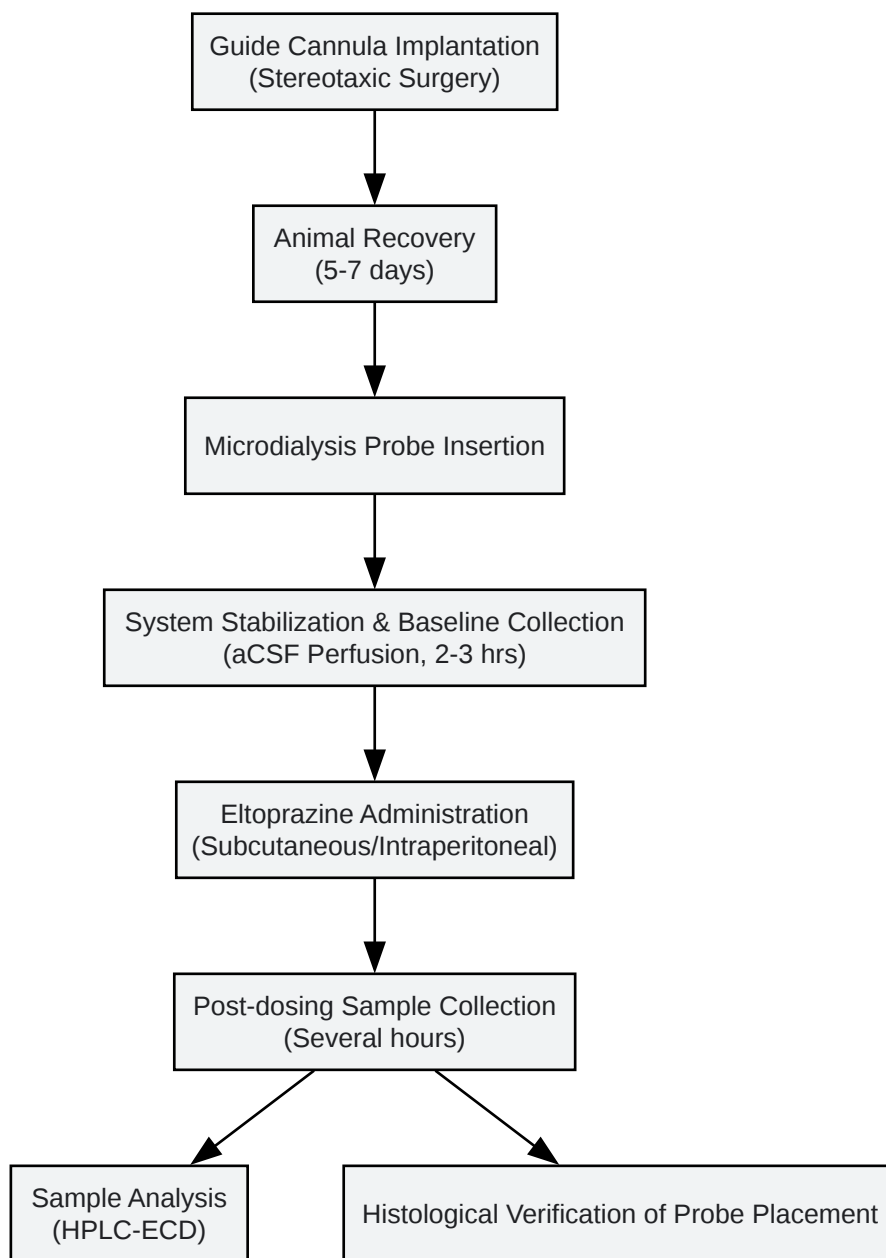 Guide Cannula Implantation
(Stereotaxic Surgery)
Animal Recovery
(5-7 days)
Microdialysis Probe Insertion
System Stabilization & Baseline Collection
(aCSF Perfusion, 2-3 hrs)
Eltoprazine Administration
(Subcutaneous/Intraperitoneal)
Post-dosing Sample Collection
(Several hours)
Sample Analysis
(HPLC-ECD)
Histological Verification of Probe Placement